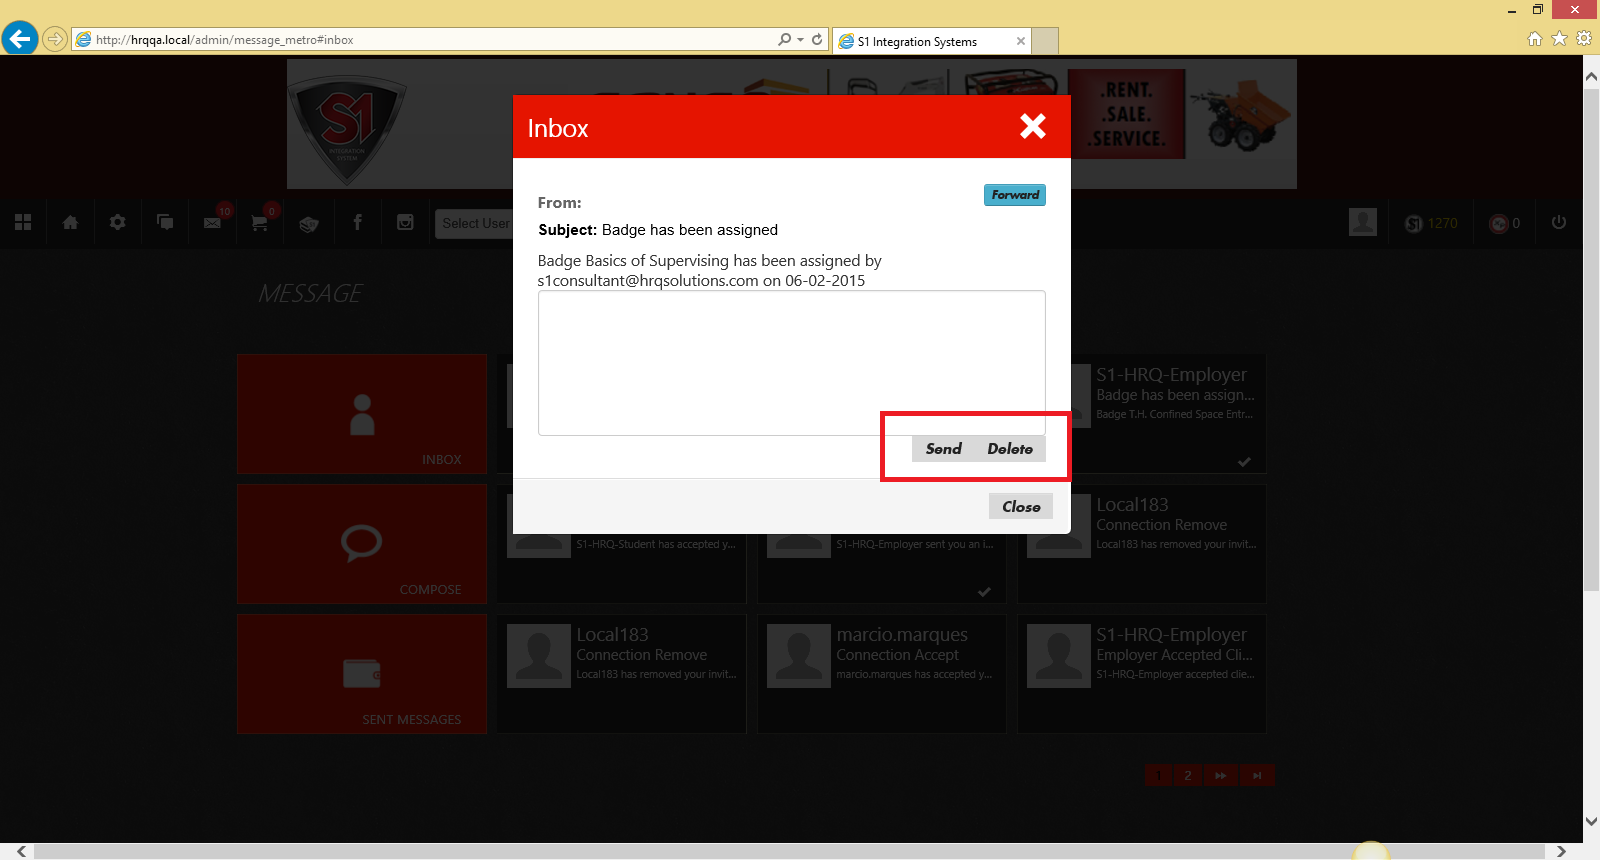 http://hrqqa.local/admin/message_metro#inbox
S1 Integration Systems
S1
INTEGRATION
SYSTEM
.RENT.
.SALE.
.SERVICE.
Inbox
Forward
From:
Subject: Badge has been assigned
Badge Basics of Supervising has been assigned by
s1consultant@hrqsolutions.com on 06-02-2015
Send Delete
Close
10
0
Select User
S1 1270
0
MESSAGE
INBOX
S1-HRQ-Employer
Badge has been assign...
Badge T.H. Confined Space Entr...
COMPOSE
S1-HRQ-Student has accepted y...
S1-HRQ-Employer sent you an i...
Local183
Connection Remove
Local183 has removed your invit...
SENT MESSAGES
Local183
Connection Remove
Local183 has removed your invit...
marcio.marques
Connection Accept
marcio.marques has accepted y...
S1-HRQ-Employer
Employer Accepted Cli...
S1-HRQ-Employer accepted clie...
1 2